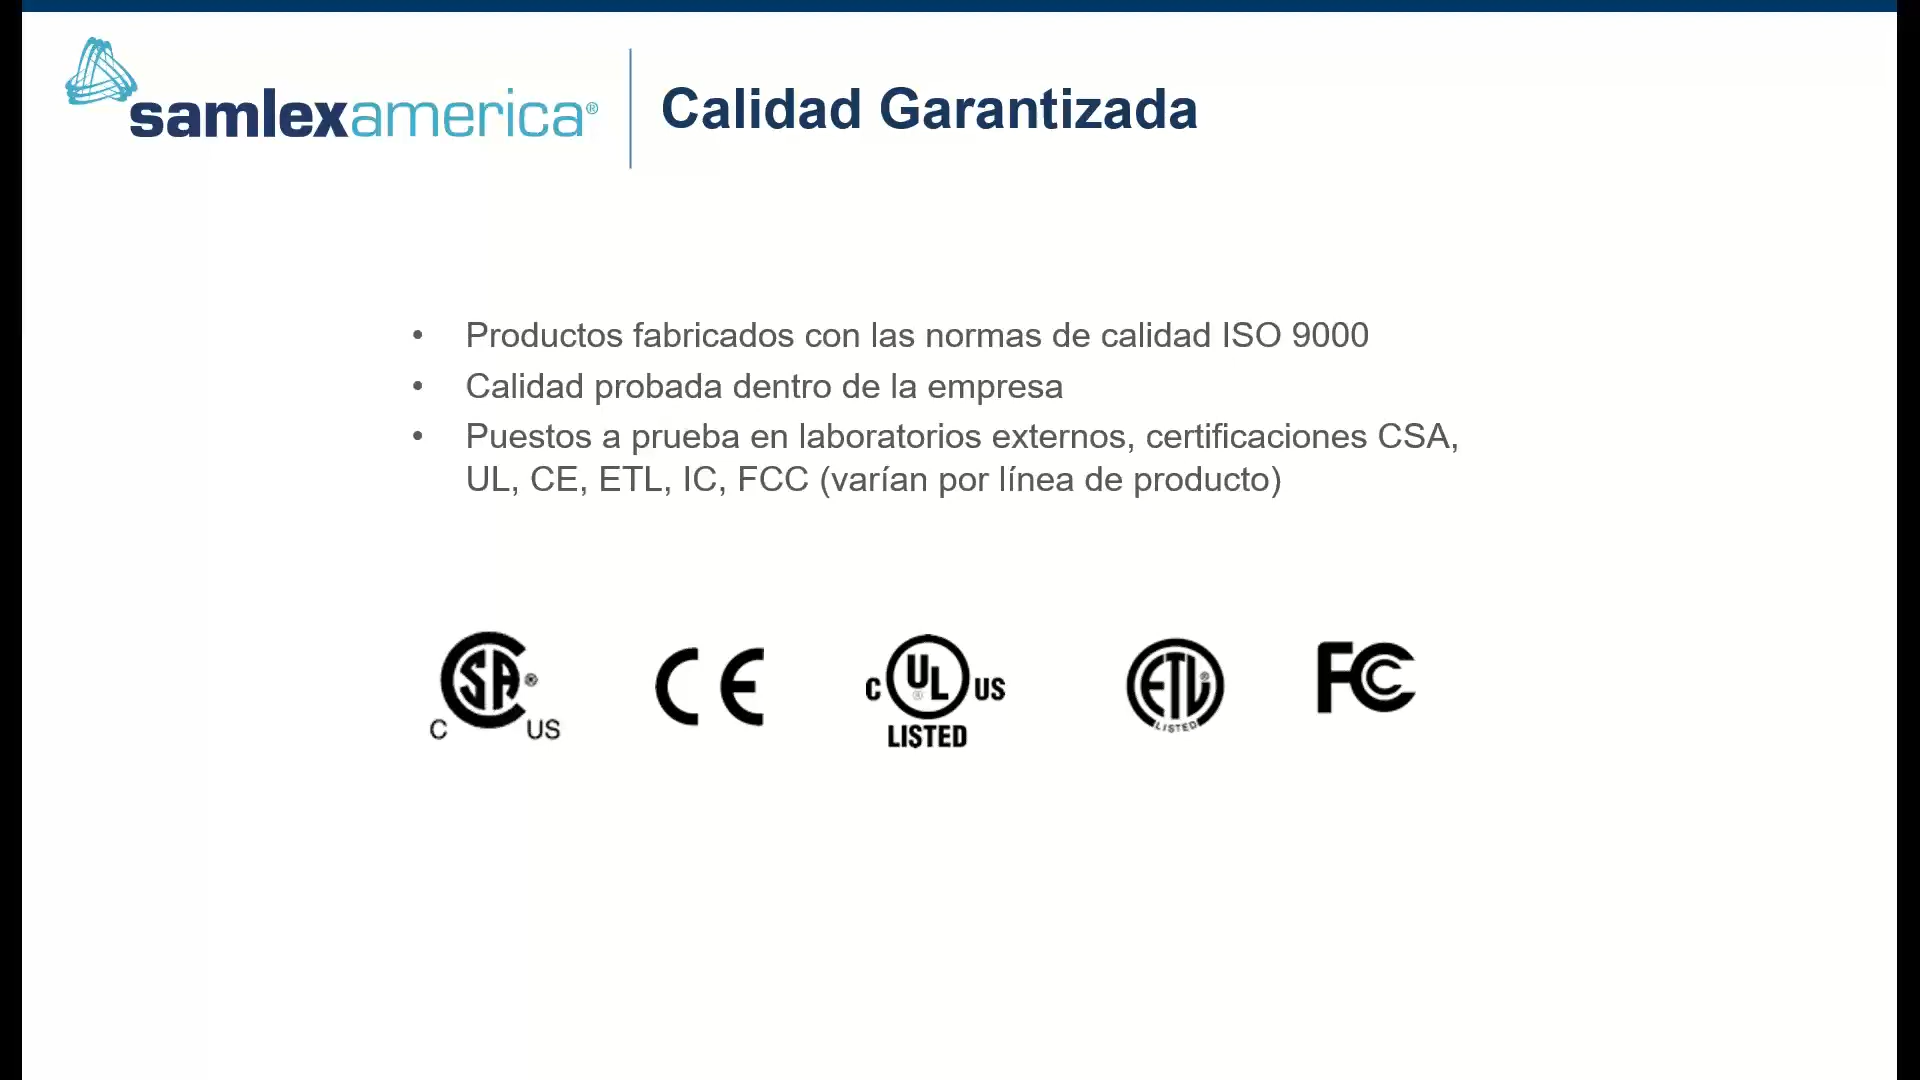 samlexamerica®
Calidad Garantizada
• Productos fabricados con las normas de calidad ISO 9000
• Calidad probada dentro de la empresa
• Puestos a prueba en laboratorios externos, certificaciones CSA,
UL, CE, ETL, IC, FCC (varían por línea de producto)
CSA®
C US
CE
C UL® US
LISTED
ETL®
LISTED
FCC